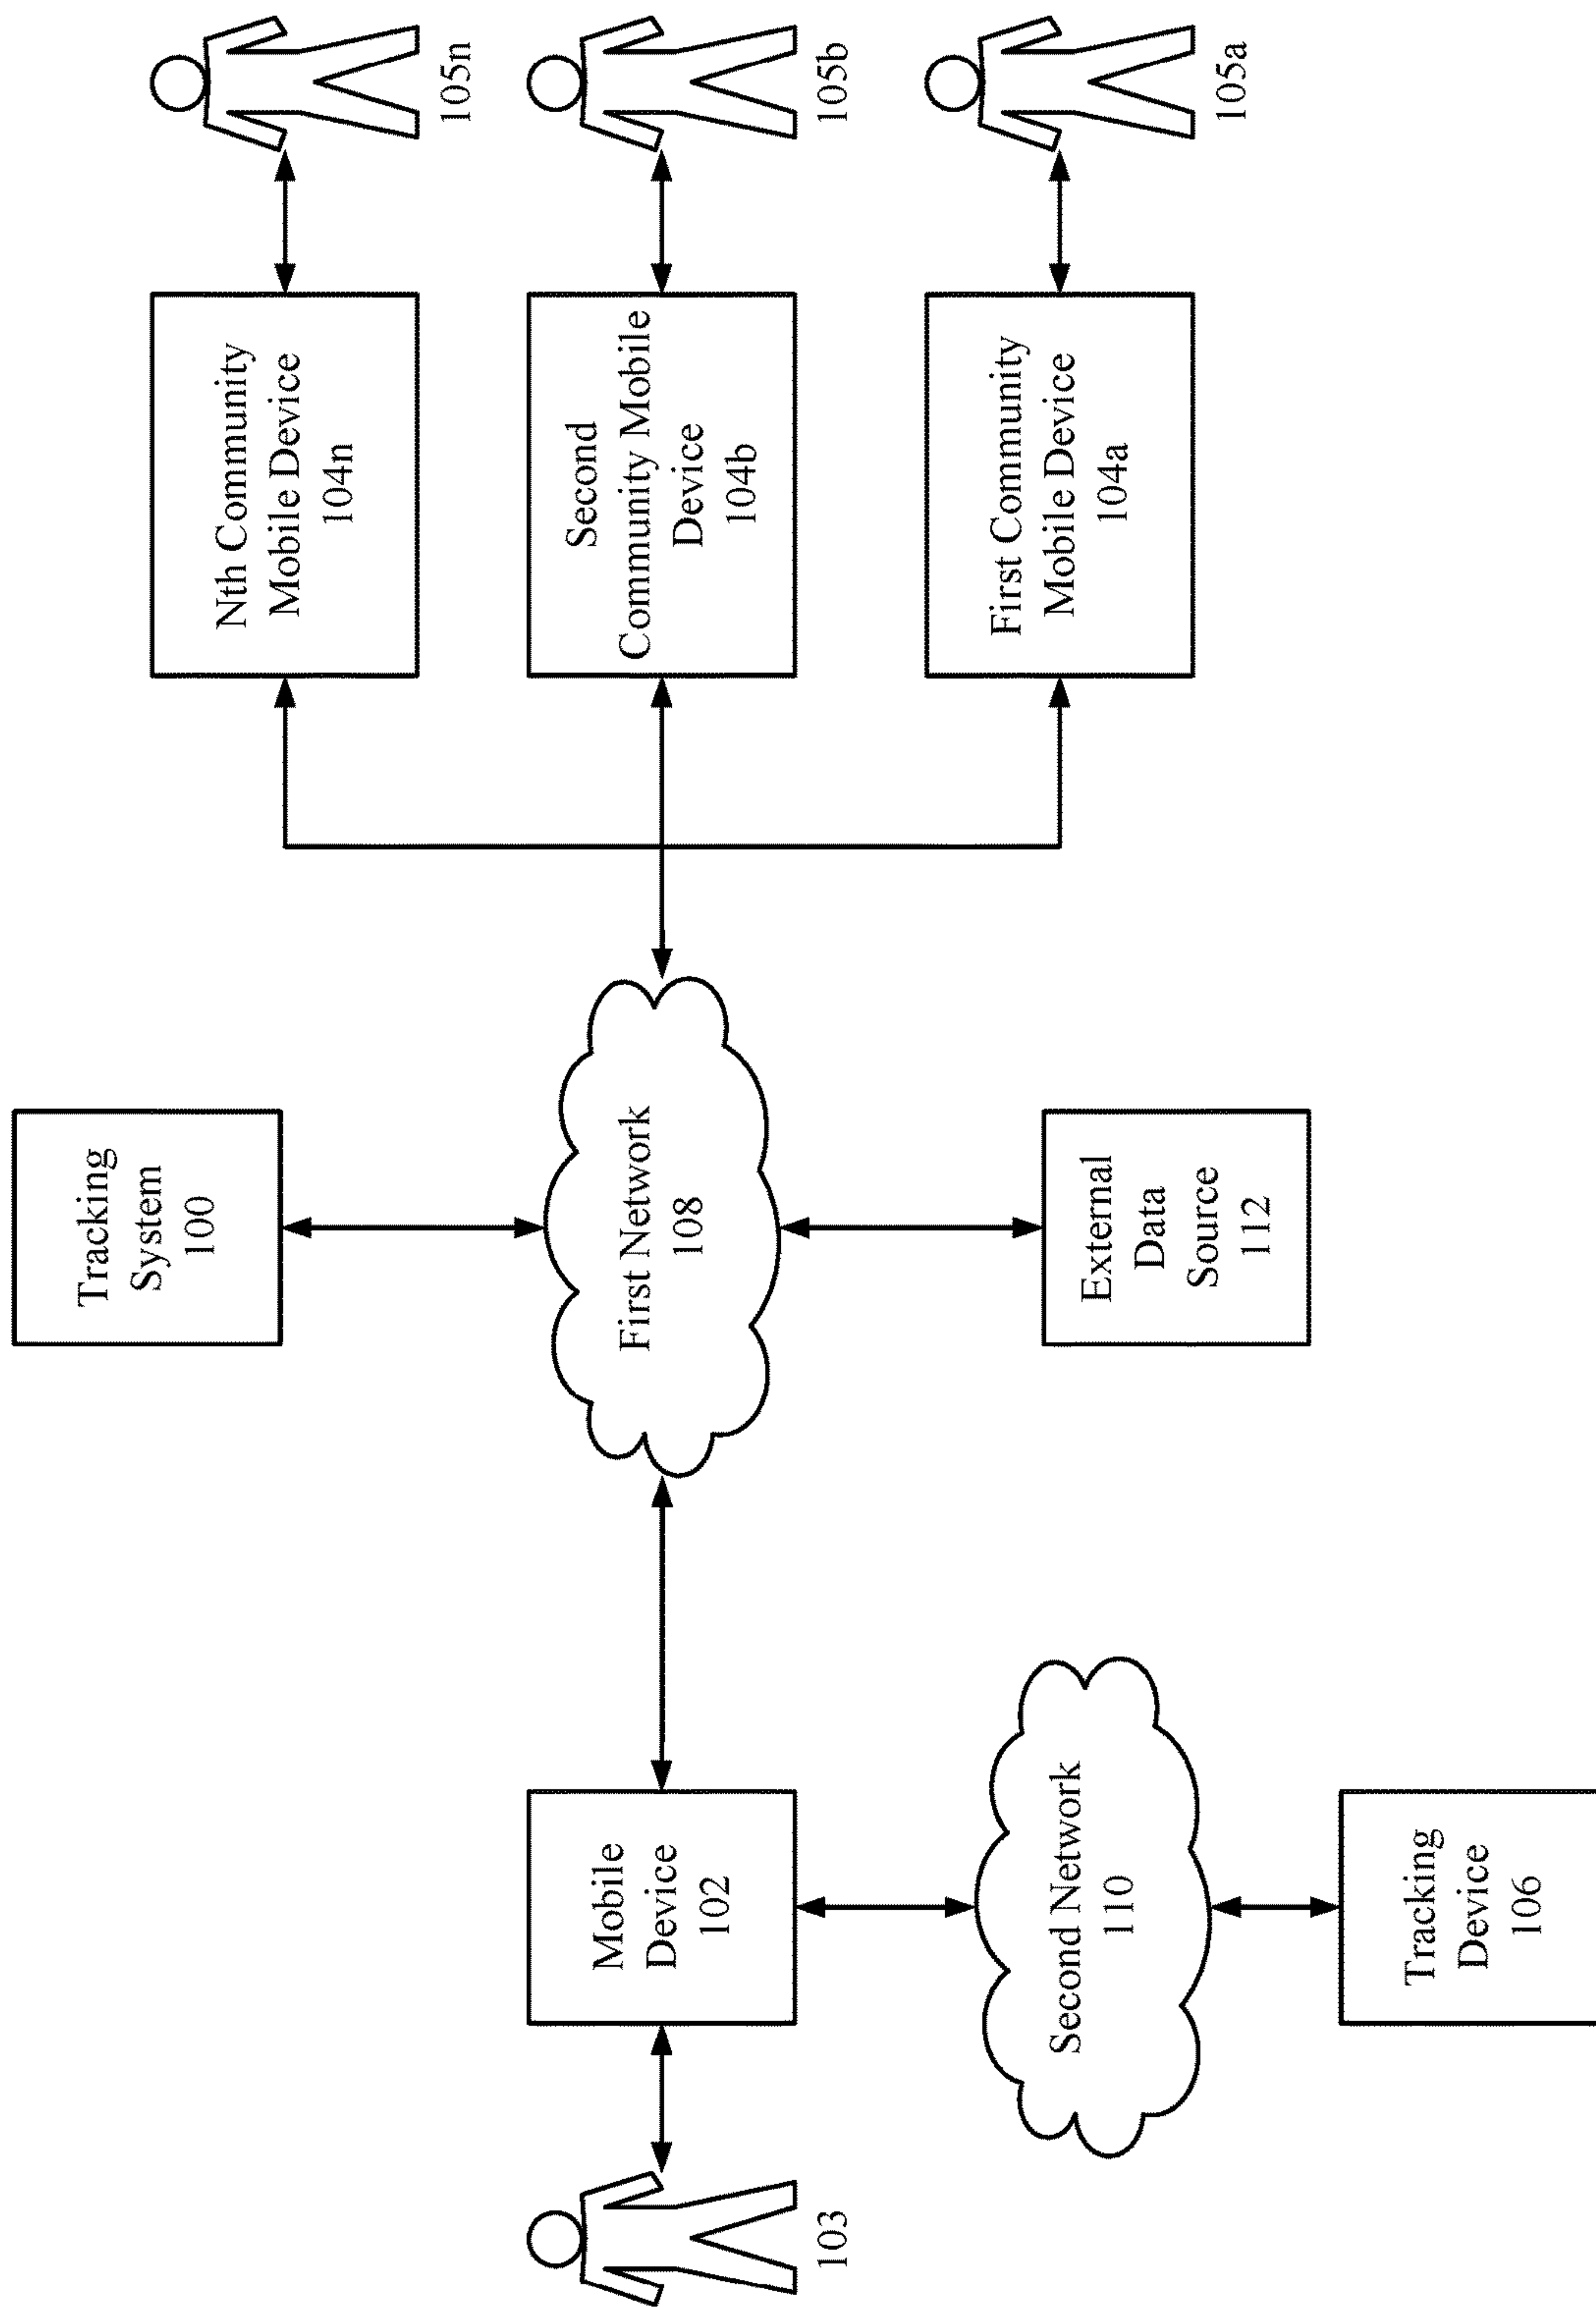 Tracking
System
100
Nth Community
Mobile Device
104n
105n
103
Mobile
Device
102
First Network
108
Second
Community Mobile
Device
104b
105b
Second Network
110
External
Data
Source
112
First Community
Mobile Device
104a
105a
Tracking
Device
106